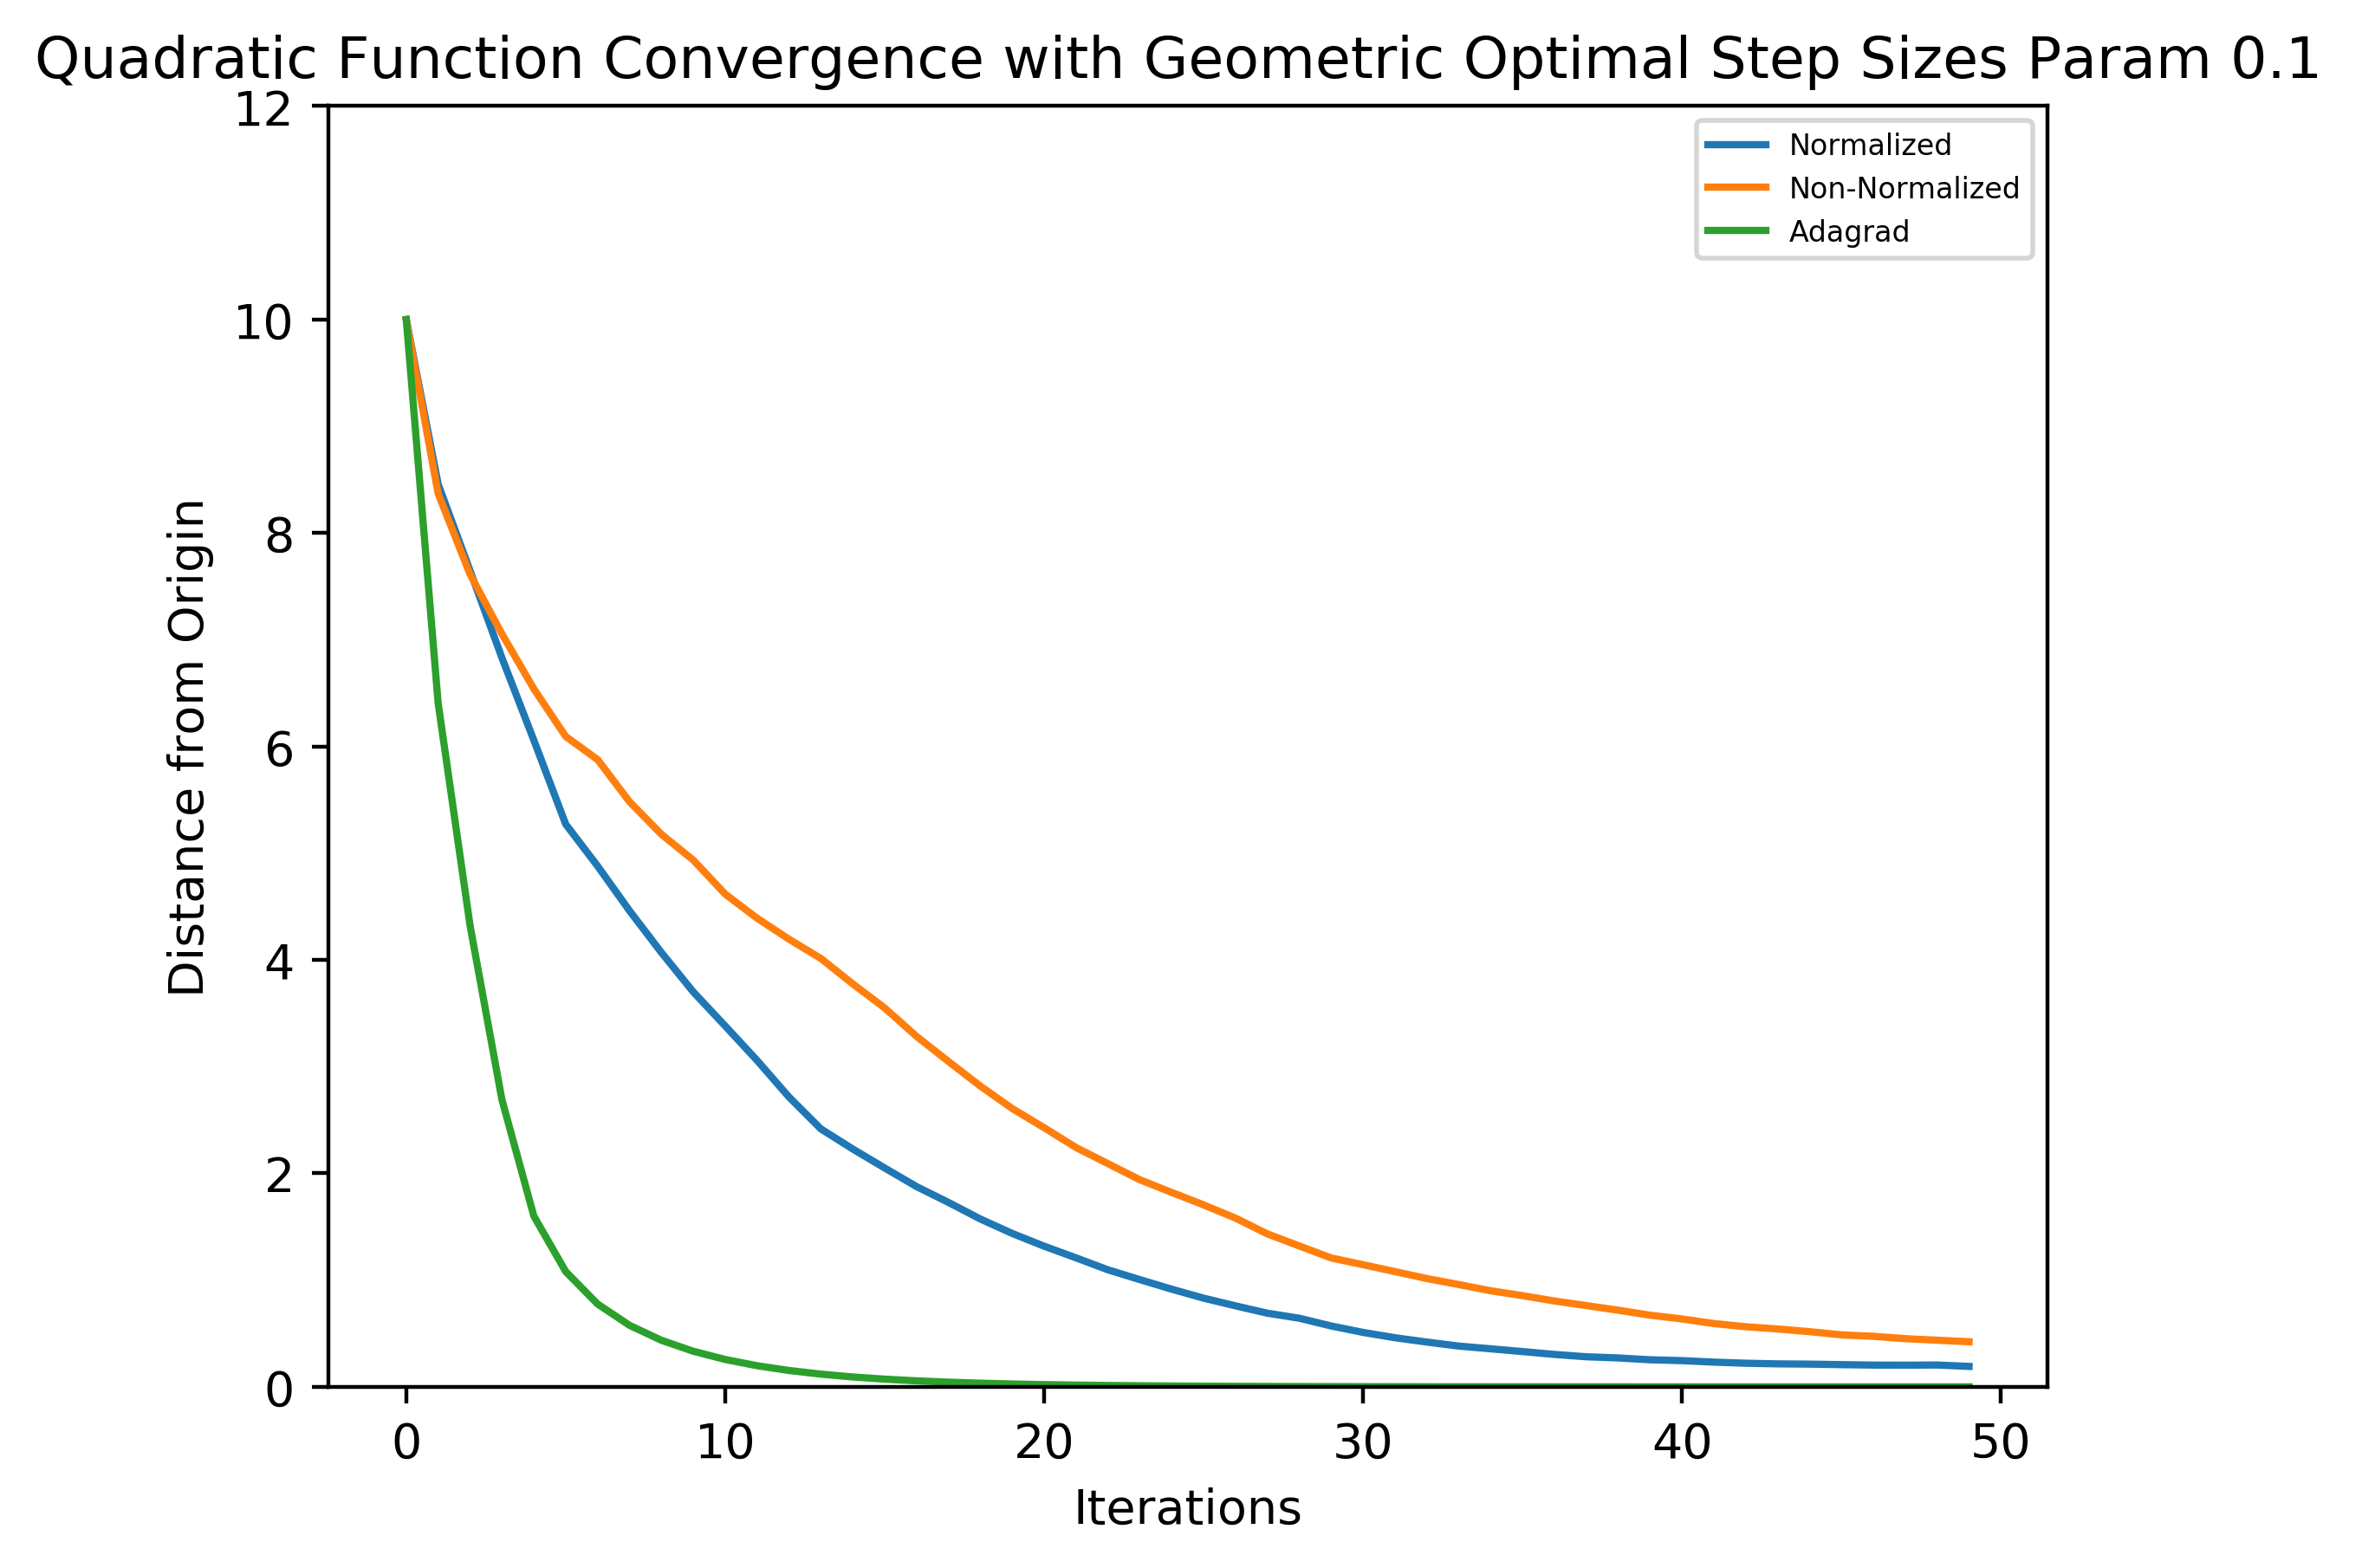 Quadratic Function Convergence with Geometric Optimal Step Sizes Param 0.1
12
10
8
6
4
2
0
Distance from Origin
Normalized
Non-Normalized
Adagrad
0 10 20 30 40 50
Iterations